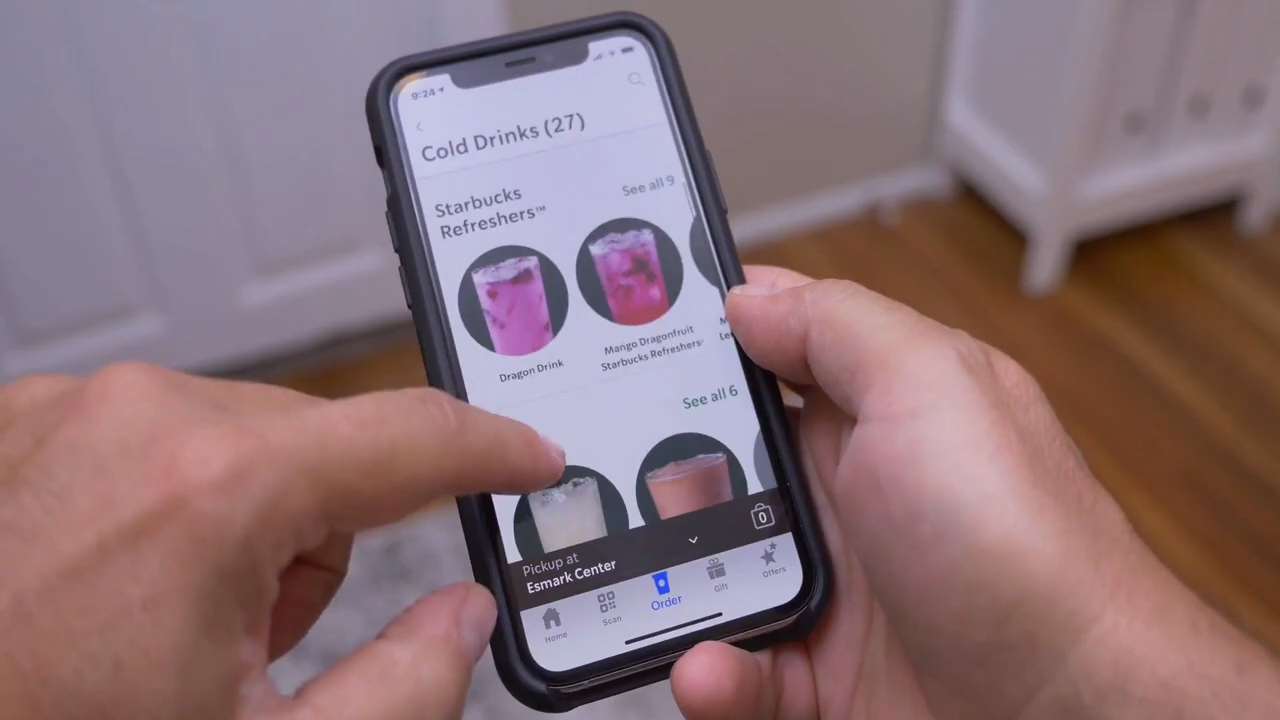 9:24
Cold Drinks (27)
Starbucks
Refreshers™
See all 9
Dragon Drink
Mango Dragonfruit
Starbucks Refreshers
See all 6
Pickup at
Esmark Center
0
Home
Scan
Order
Gift
Offers